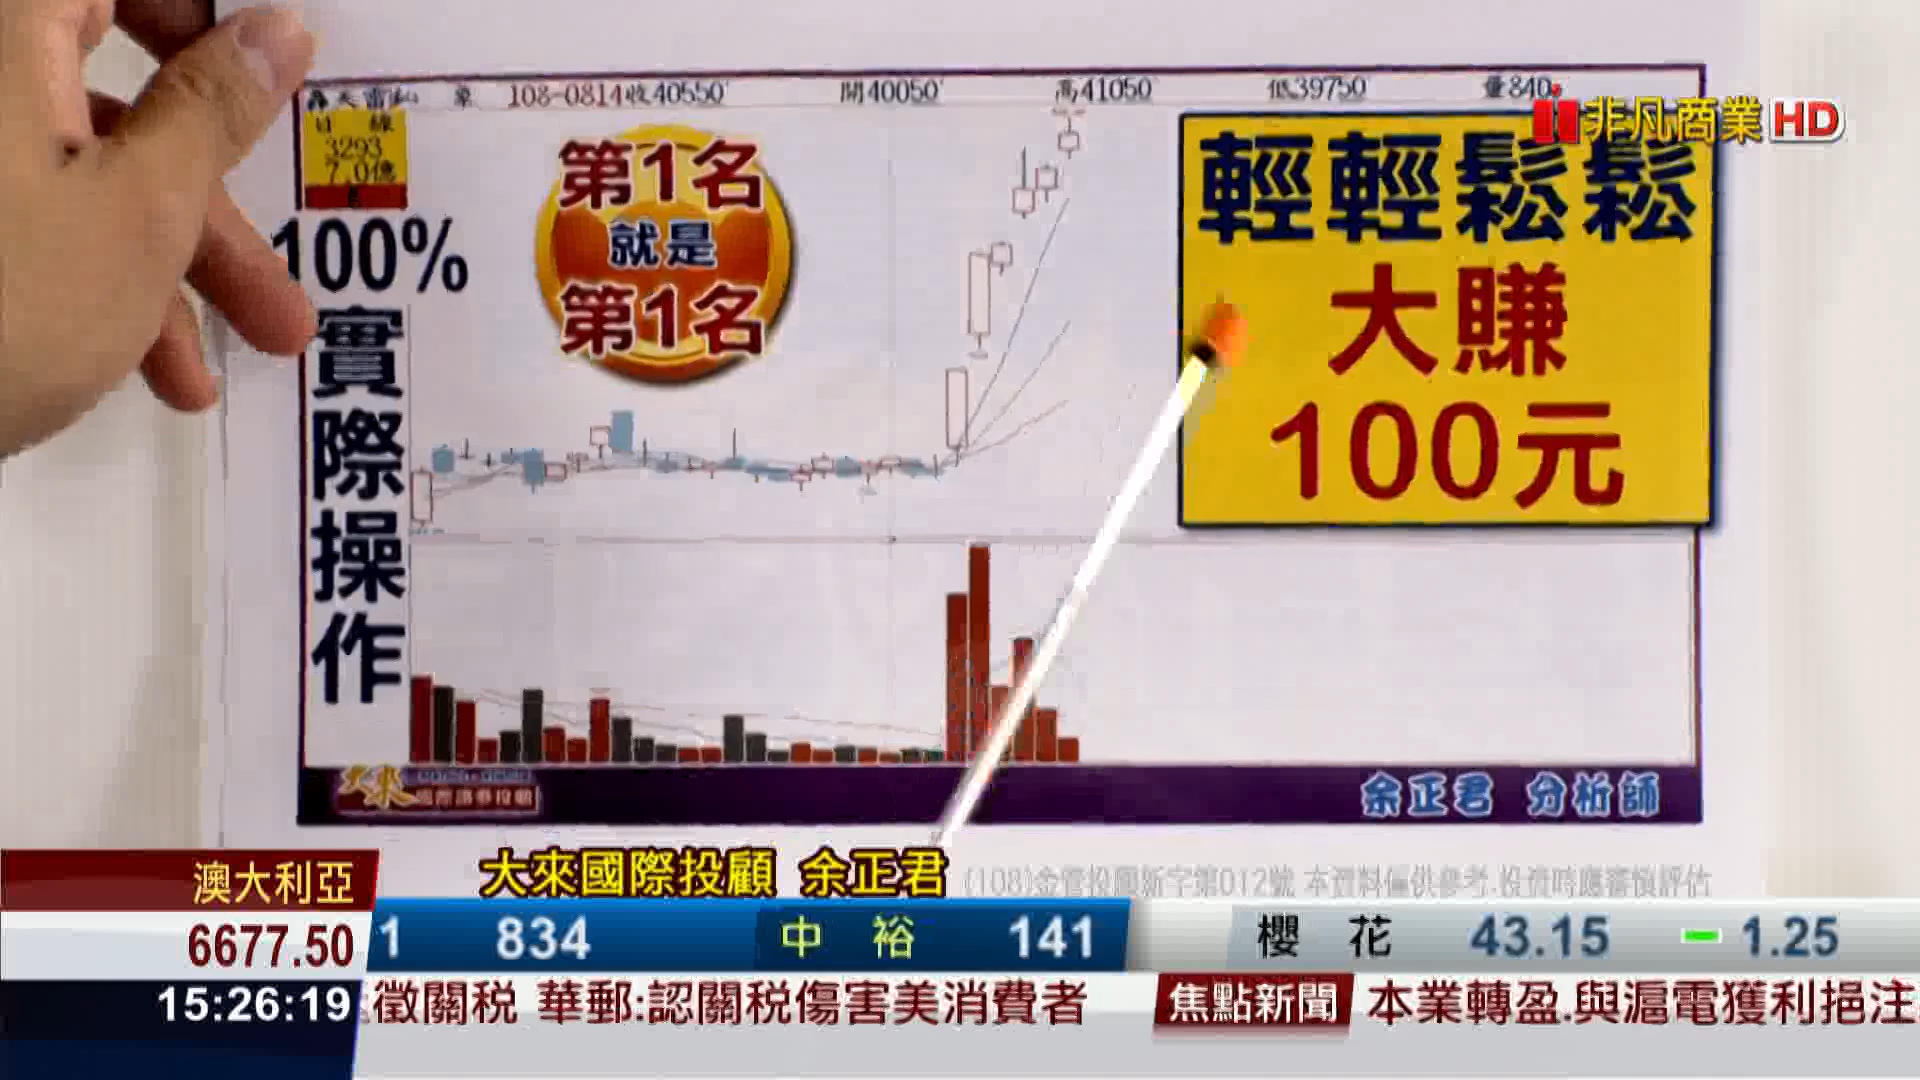 108-0814收40550 開40050 高41050 低39750 量840
非凡商業HD
日線
3293
7.0億
100%
實際操作
第1名
就是
第1名
輕輕鬆鬆
大賺
100元
余正君 分析師
大來國際投顧 余正君
(108)金管投顧新字第012號 本資料僅供參考.投資時應審慎評估
澳大利亞
6677.50
1 834 中裕 141 櫻花 43.15 1.25
15:26:19
徵關税 華郵:認關税傷害美消費者 焦點新聞 本業轉盈.與滬電獲利挹注